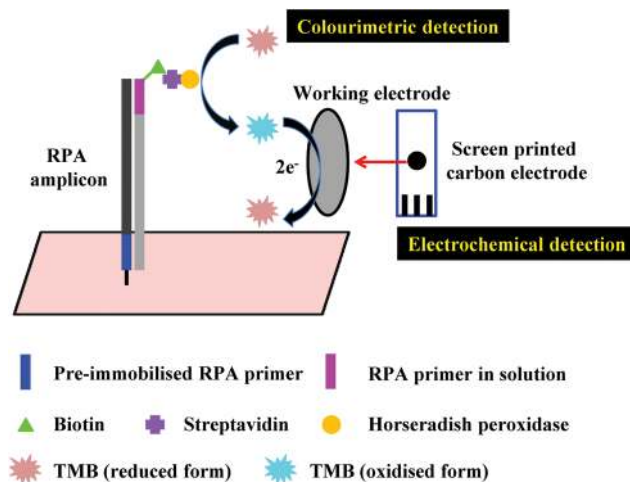 Colourimetric detection
Working electrode
RPA
amplicon
2e-
Screen printed
carbon electrode
Electrochemical detection
Pre-immobilised RPA primer
RPA primer in solution
Biotin
Streptavidin
Horseradish peroxidase
TMB (reduced form)
TMB (oxidised form)